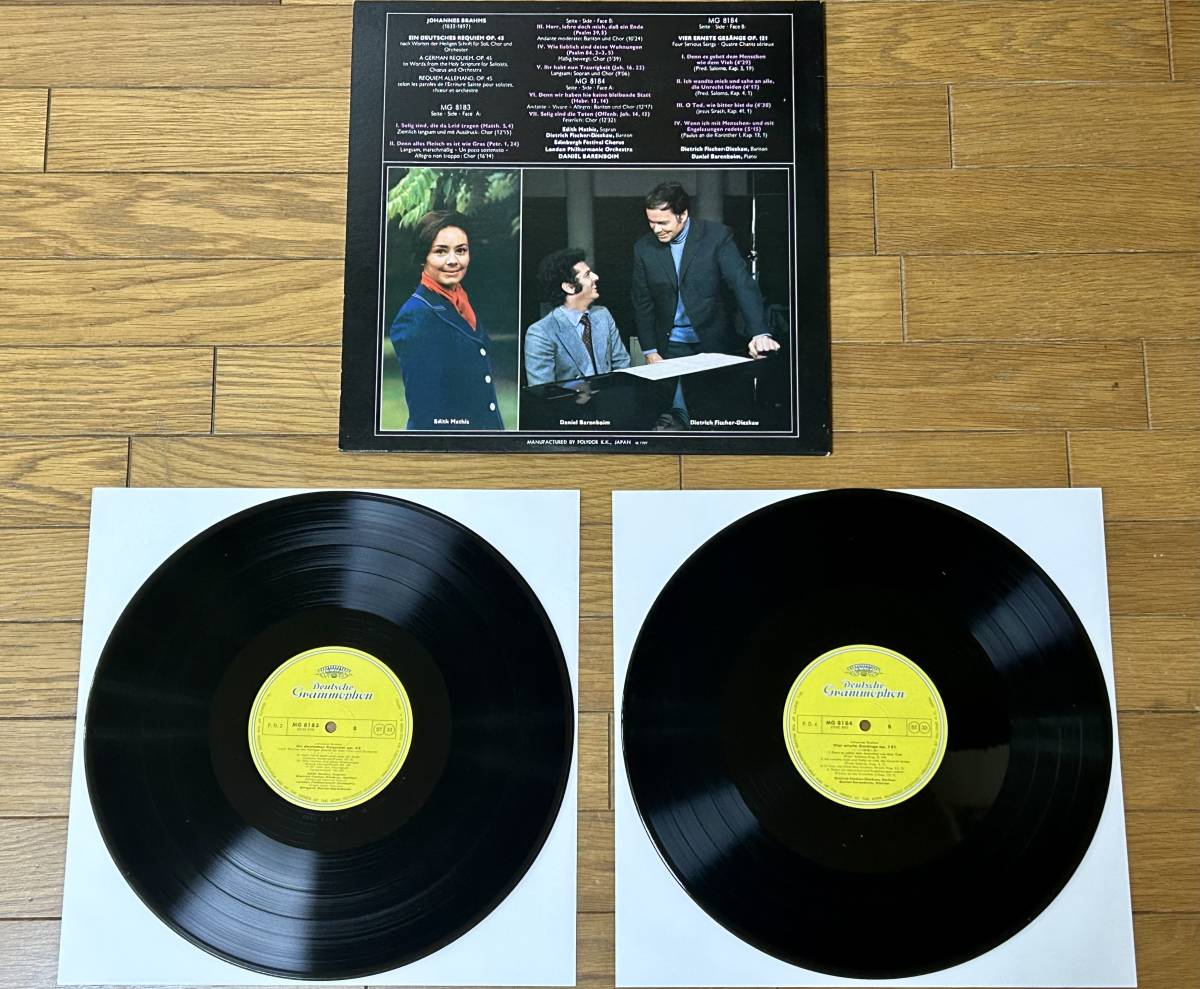 JOHANNES BRAHMS
(1833-1897)
EIN DEUTSCHES REQUIEM OP. 45
nach Worten der Heiligen Schrift für Soli, Chor und
Orchester
A GERMAN REQUIEM, OP. 45
to Words from the Holy Scripture for Soloists,
Chorus and Orchestra
REQUIEM ALLEMAND, OP. 45
selon les paroles de l'Ecriture Sainte pour solistes,
chœur et orchestre
MG 8183
Seite · Side · Face A:
I. Selig sind, die da Leid tragen (Matth. 5,4)
Ziemlich langsam und mit Ausdruck: Chor (12'15)
II. Denn alles Fleisch es ist wie Gras (Petr. 1, 24)
Langsam, marschmäßig - Un poco sostenuto -
Allegro non troppo: Chor (16'14)
Seite · Side · Face B:
III. Herr, lehre doch mich, daß ein Ende
(Psalm 39,5)
Andante moderato: Bariton und Chor (10'24)
IV. Wie lieblich sind deine Wohnungen
(Psalm 84, 2-3, 5)
Mäßig bewegt: Chor (5'39)
V. Ihr habt nun Traurigkeit (Joh. 16, 22)
Langsam: Sopran und Chor (9'06)
MG 8184
Seite · Side · Face A:
VI. Denn wir haben hie keine bleibende Statt
(Hebr. 13, 14)
Andante - Vivace - Allegro: Bariton und Chor (12'17)
VII. Selig sind die Toten (Offenb. Joh. 14, 13)
Feierlich: Chor (12'32)
Edith Mathis, Sopran
Dietrich Fischer-Dieskau, Bariton
Edinburgh Festival Chorus
London Philharmonic Orchestra
DANIEL BARENBOIM
MG 8184
Seite · Side · Face B:
VIER ERNSTE GESÄNGE OP. 121
Four Serious Songs · Quatre Chants sérieux
I. Denn es gehet dem Menschen
wie dem Vieh (4'29)
(Pred. Salomo, Kap. 3, 19)
II. Ich wandte mich und sahe an alle,
die Unrecht leiden (4'17)
(Pred. Salomo, Kap. 4, 1)
III. O Tod, wie bitter bist du (4'30)
(Jesus Sirach, Kap. 41, 1)
IV. Wenn ich mit Menschen- und mit
Engelszungen redete (5'15)
(Paulus an die Korinther I, Kap. 13, 1)
Dietrich Fischer-Dieskau, Bariton
Daniel Barenboim, Piano
Edith Mathis
Daniel Barenboim
Dietrich Fischer-Dieskau
MANUFACTURED BY POLYDOR K.K., JAPAN
Deutsche
Grammophon
MG 8183
Ein deutsches Requiem op. 45
Deutsche
Grammophon
MG 8184
Vier ernste Gesänge op. 121